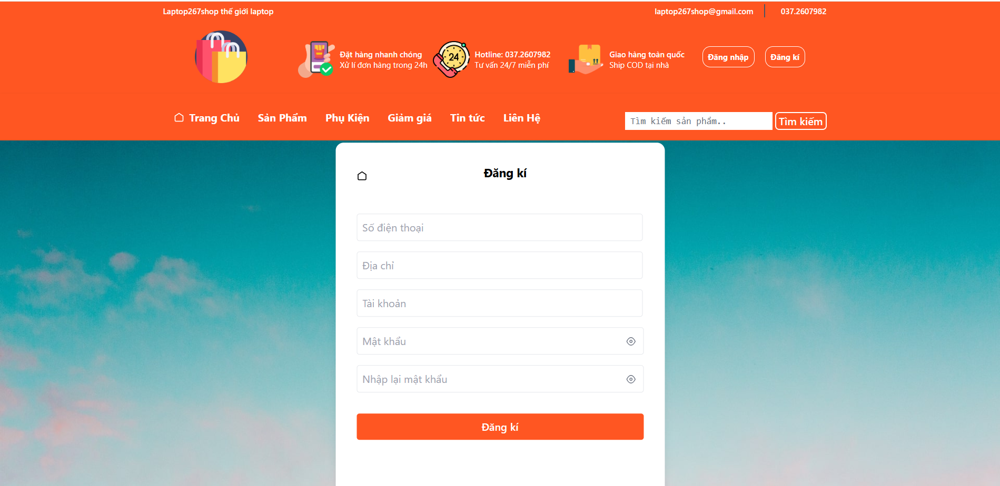 Laptop267shop thế giới laptop
laptop267shop@gmail.com
037.2607982
Đặt hàng nhanh chóng
Xử lí đơn hàng trong 24h
24
Hotline: 037.2607982
Tư vấn 24/7 miễn phí
Giao hàng toàn quốc
Ship COD tại nhà
Đăng nhập
Đăng kí
Trang Chủ
Sản Phẩm
Phụ Kiện
Giảm giá
Tin tức
Liên Hệ
Tìm kiếm sản phẩm..
Tìm kiếm
Đăng kí
Số điện thoại
Địa chỉ
Tài khoản
Mật khẩu
Nhập lại mật khẩu
Đăng kí